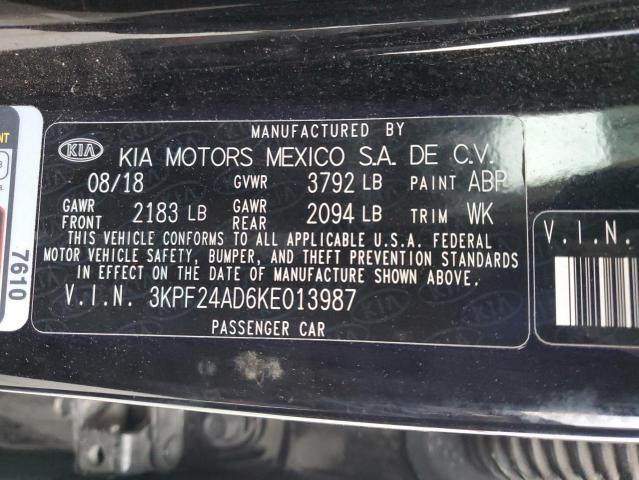 MANUFACTURED BY
KIA KIA MOTORS MEXICO S.A. DE C.V.
08/18 GVWR 3792 LB PAINT ABP
GAWR FRONT 2183 LB GAWR REAR 2094 LB TRIM WK
THIS VEHICLE CONFORMS TO ALL APPLICABLE U.S.A. FEDERAL
MOTOR VEHICLE SAFETY, BUMPER, AND THEFT PREVENTION STANDARDS
IN EFFECT ON THE DATE OF MANUFACTURE SHOWN ABOVE.
V.I.N. 3KPF24AD6KE013987
PASSENGER CAR
7610
V.I.N.